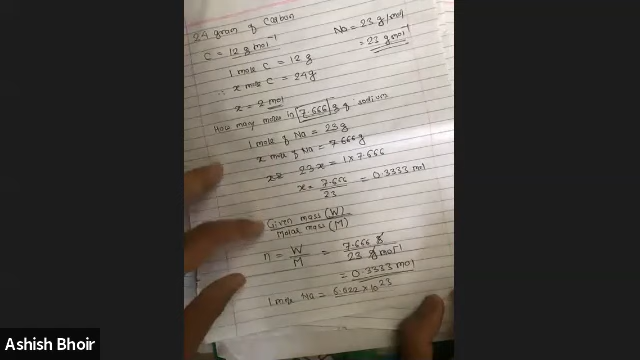 24 gram of Carbon
C = 12 g mol⁻¹
Na = 23 g/mol
= 23 g mol⁻¹
1 mole C = 12 g
∴ x mole C = 24g
x = 2 mol
How many moles in 7.666 g of sodium
1 mole of Na = 23 g
x mole of Na = 7.666 g
23 x = 1 x 7.666
x = 7.666 / 23 = 0.3333 mol
Given mass (W) / Molar mass (M)
n = W / M = 7.666 g / 23 g mol⁻¹
= 0.3333 mol
1 mole Na = 6.022 x 10²³
Ashish Bhoir